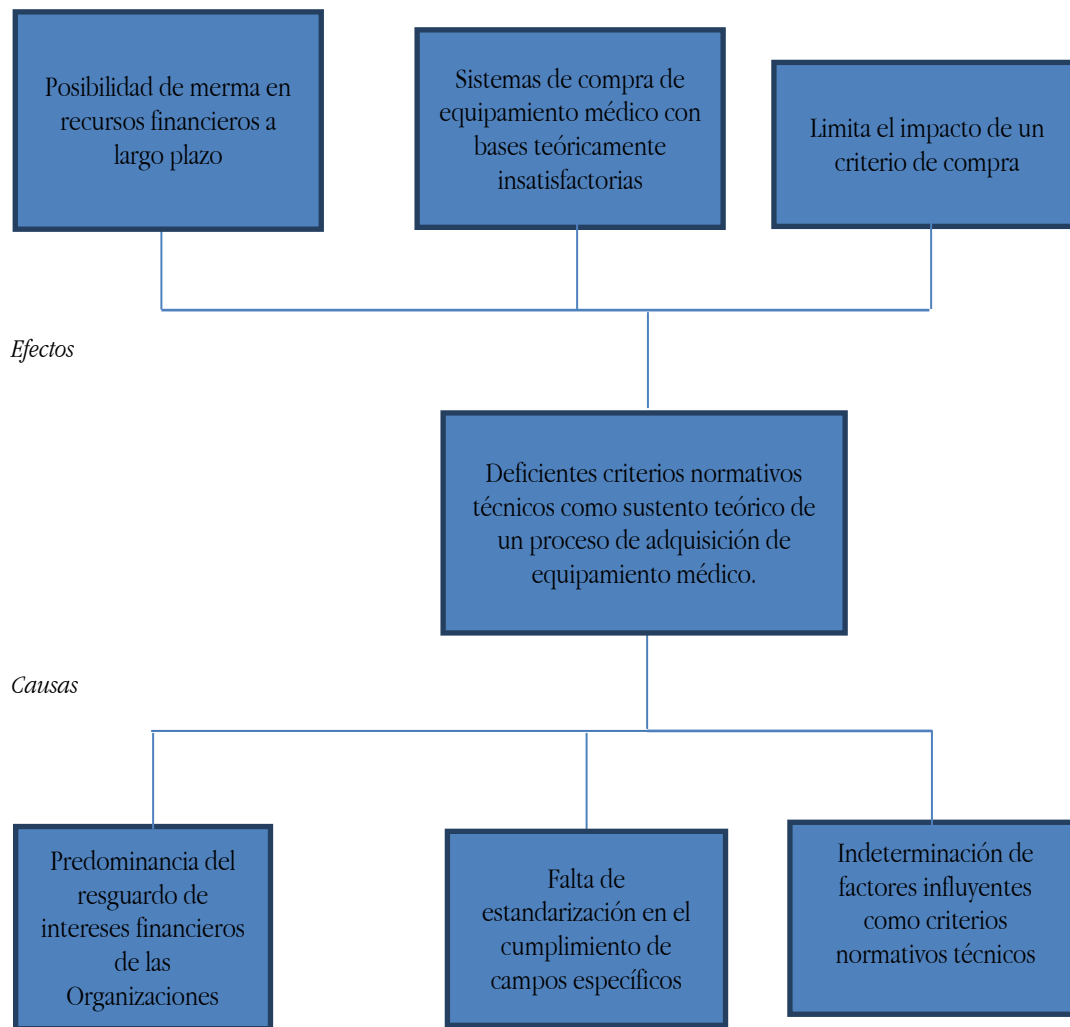 Posibilidad de merma en
recursos financieros a
largo plazo
Sistemas de compra de
equipamiento médico con
bases teóricamente
insatisfactorias
Limita el impacto de un
criterio de compra
Efectos
Deficientes criterios normativos
técnicos como sustento teórico de
un proceso de adquisición de
equipamiento médico.
Causas
Predominancia del
resguardo de
intereses financieros
de las
Organizaciones
Falta de
estandarización en el
cumplimiento de
campos específicos
Indeterminación de
factores influyentes
como criterios
normativos técnicos